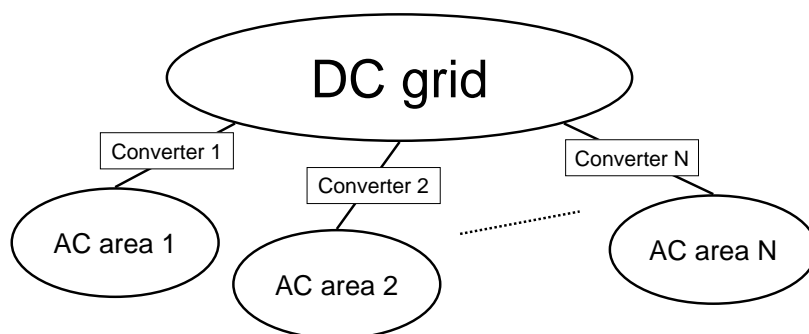 DC grid
Converter 1
Converter 2
Converter N
AC area 1
AC area 2
AC area N